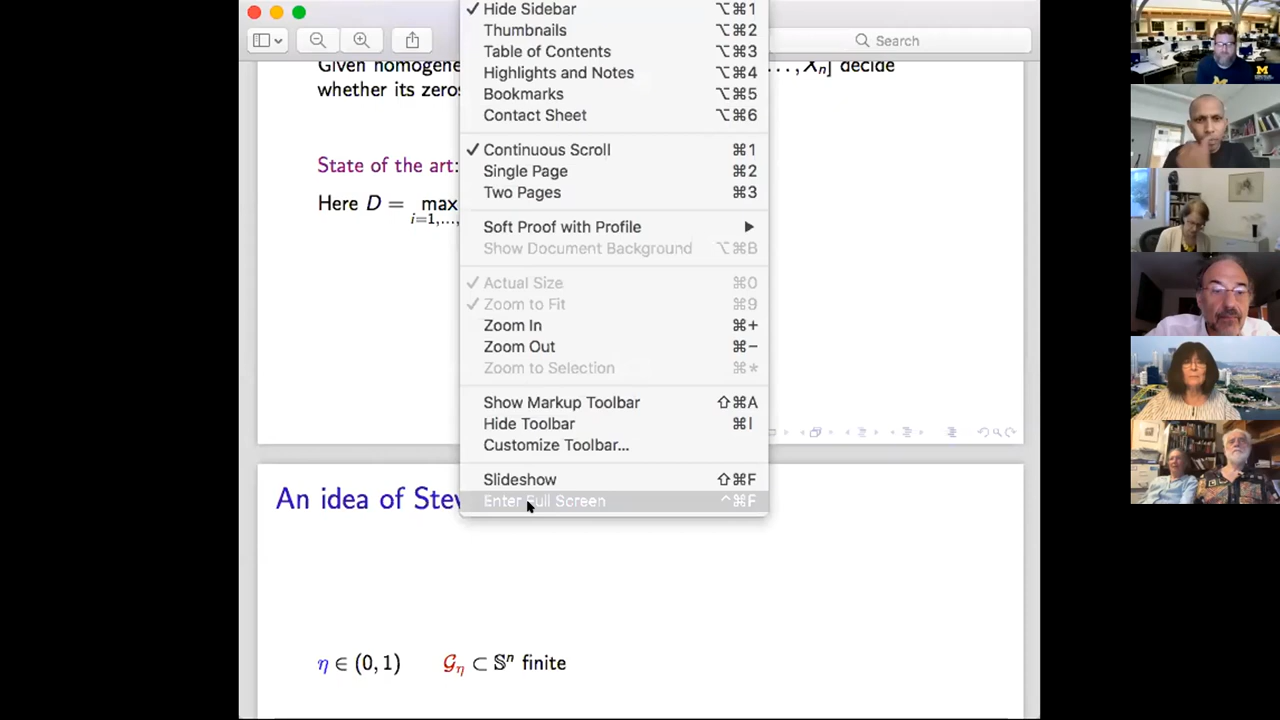 Hide Sidebar ⌥⌘1
Thumbnails ⌥⌘2
Table of Contents ⌥⌘3
Highlights and Notes ⌥⌘4
Bookmarks ⌥⌘5
Contact Sheet ⌥⌘6
Continuous Scroll ⌘1
Single Page ⌘2
Two Pages ⌘3
Soft Proof with Profile
Show Document Background ⌥⌘B
Actual Size ⌘0
Zoom to Fit ⌘9
Zoom In ⌘+
Zoom Out ⌘−
Zoom to Selection ⌘*
Show Markup Toolbar ⇧⌘A
Hide Toolbar ⌘I
Customize Toolbar...
Slideshow ⇧⌘F
Enter Full Screen ^⌘F
Search
Given homogene
..., Xₙ] decide
whether its zeros
State of the art:
Here D = max
i=1,...,
An idea of Stev
η ∈ (0, 1) 𝒢_η ⊂ 𝕊ⁿ finite